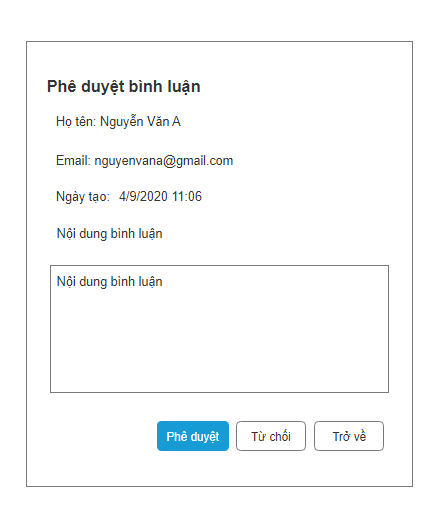 Phê duyệt bình luận
Họ tên: Nguyễn Văn A
Email: nguyenvana@gmail.com
Ngày tạo: 4/9/2020 11:06
Nội dung bình luận
Nội dung bình luận
Phê duyệt Từ chối Trở về